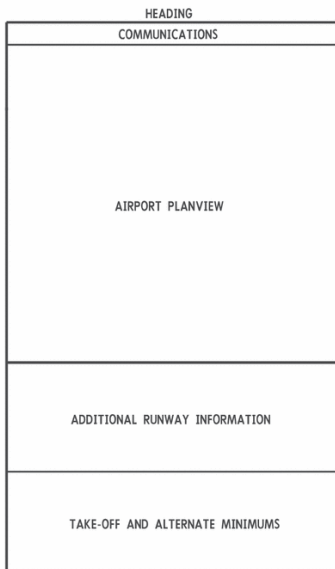 HEADING
COMMUNICATIONS
AIRPORT PLANVIEW
ADDITIONAL RUNWAY INFORMATION
TAKE-OFF AND ALTERNATE MINIMUMS